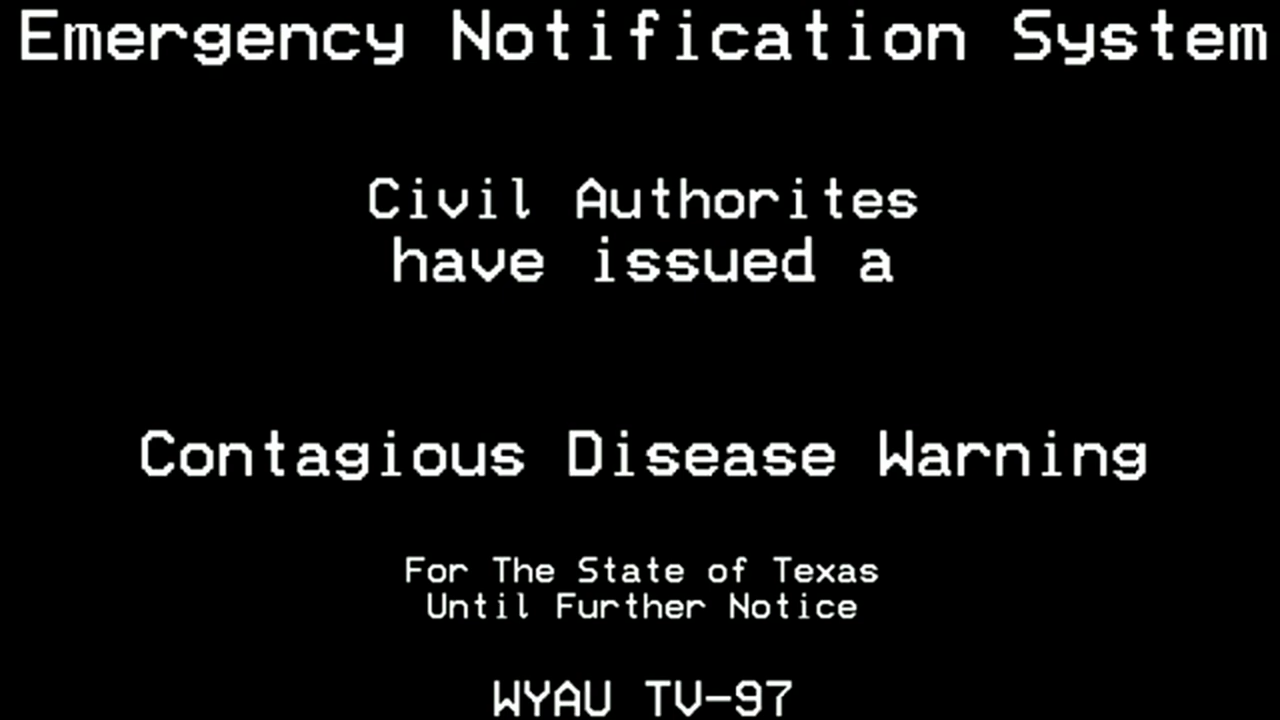 Emergency Notification System
Civil Authorites
have issued a
Contagious Disease Warning
For The State of Texas
Until Further Notice
WYAU TV-97